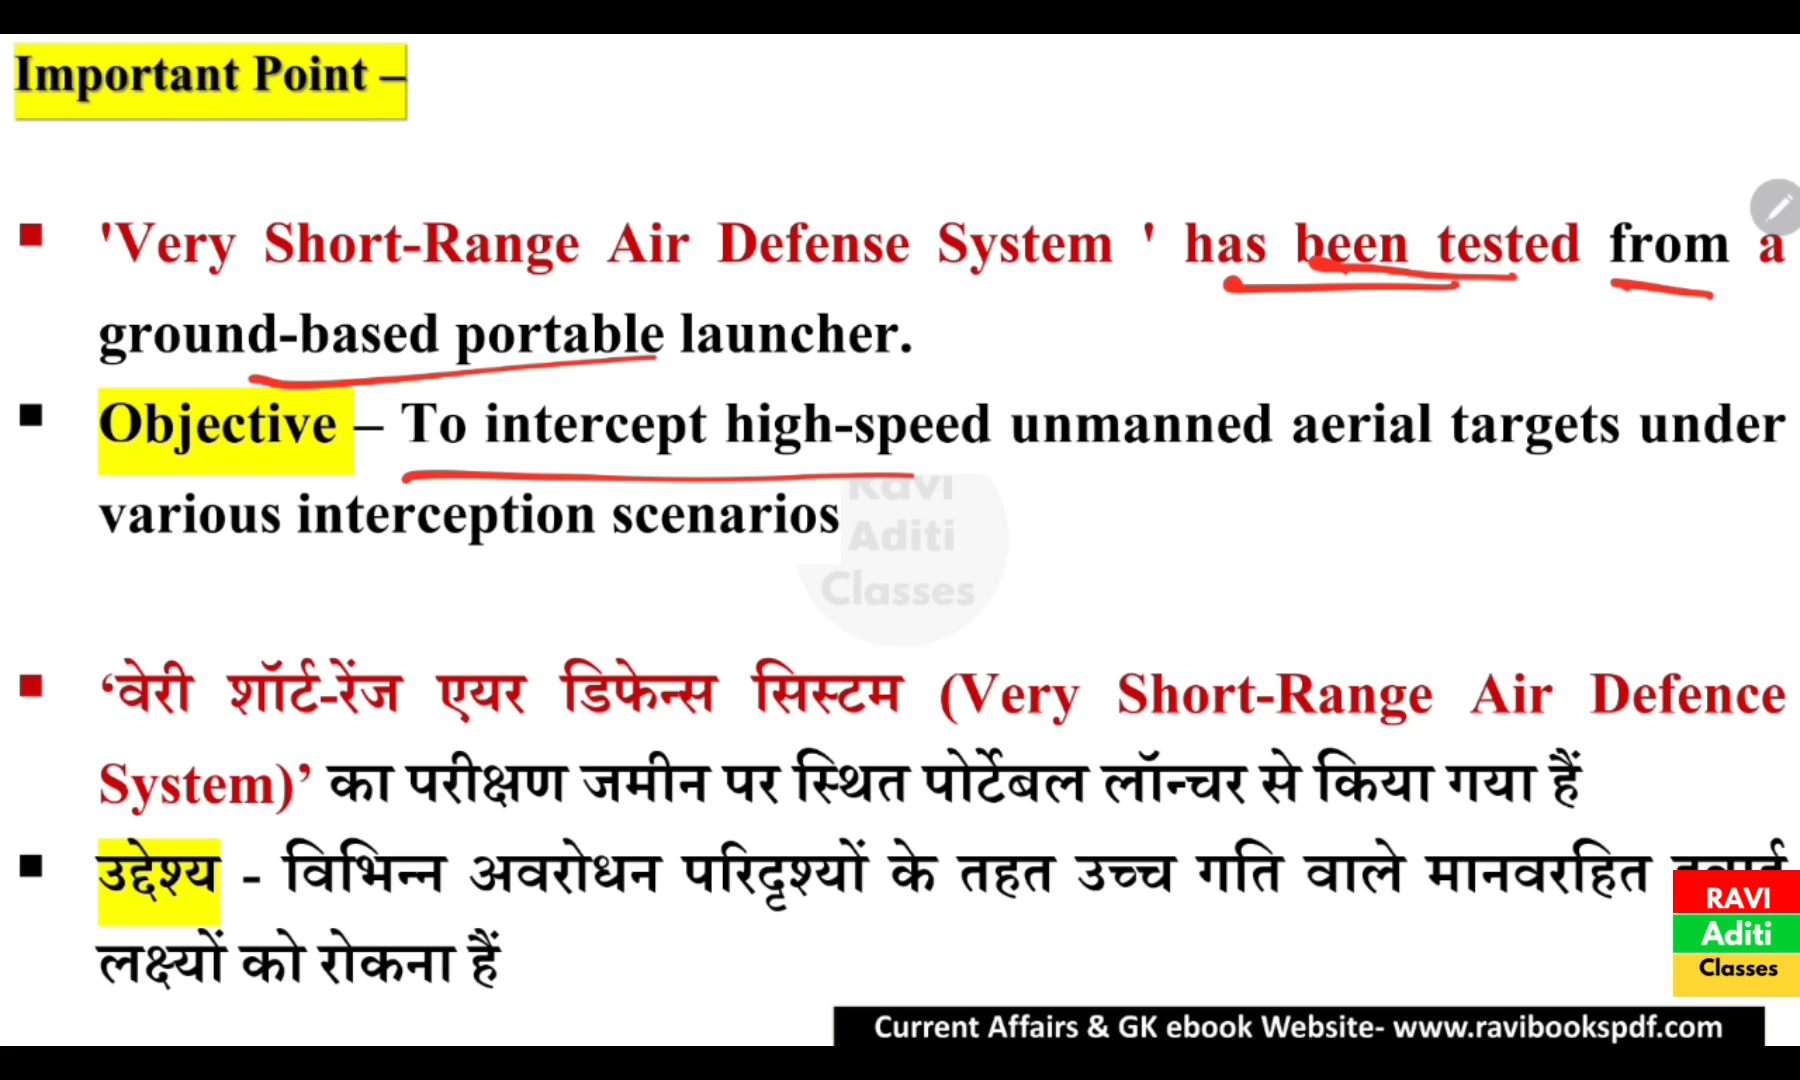 Important Point –
▪ 'Very Short-Range Air Defense System ' has been tested from a
ground-based portable launcher.
▪ Objective – To intercept high-speed unmanned aerial targets under
various interception scenarios
Ravi
Aditi
Classes
▪ ‘वेरी शॉर्ट-रेंज एयर डिफेन्स सिस्टम (Very Short-Range Air Defence
System)’ का परीक्षण जमीन पर स्थित पोर्टेबल लॉन्चर से किया गया हैं
▪ उद्देश्य - विभिन्न अवरोधन परिदृश्यों के तहत उच्च गति वाले मानवरहित
लक्ष्यों को रोकना हैं
RAVI
Aditi
Classes
Current Affairs & GK ebook Website- www.ravibookspdf.com